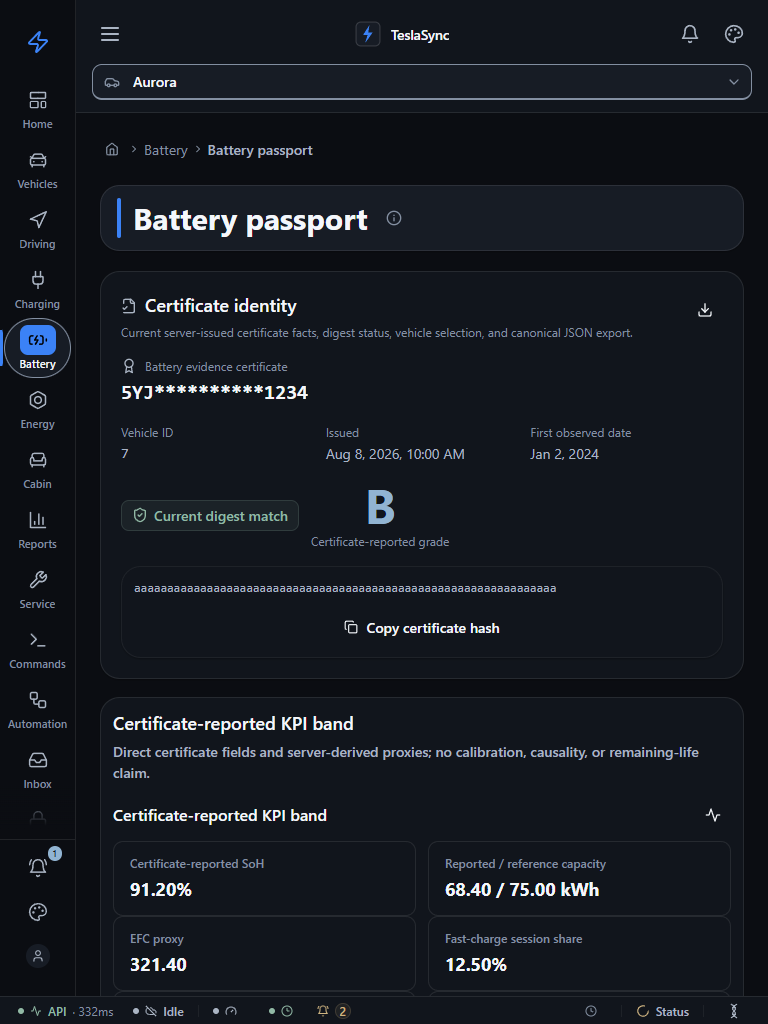 TeslaSync
Aurora
Home
Vehicles
Driving
Charging
Battery
Energy
Cabin
Reports
Service
Commands
Automation
Inbox
1
Battery
Battery passport
Battery passport
Certificate identity
Current server-issued certificate facts, digest status, vehicle selection, and canonical JSON export.
Battery evidence certificate
5YJ**********1234
Vehicle ID
7
Issued
Aug 8, 2026, 10:00 AM
First observed date
Jan 2, 2024
Current digest match
B
Certificate-reported grade
aaaaaaaaaaaaaaaaaaaaaaaaaaaaaaaaaaaaaaaaaaaaaaaaaaaaaaaaaaaaaaaa
Copy certificate hash
Certificate-reported KPI band
Direct certificate fields and server-derived proxies; no calibration, causality, or remaining-life
claim.
Certificate-reported KPI band
Certificate-reported SoH
91.20%
Reported / reference capacity
68.40 / 75.00 kWh
EFC proxy
321.40
Fast-charge session share
12.50%
API · 332ms
Idle
2
Status